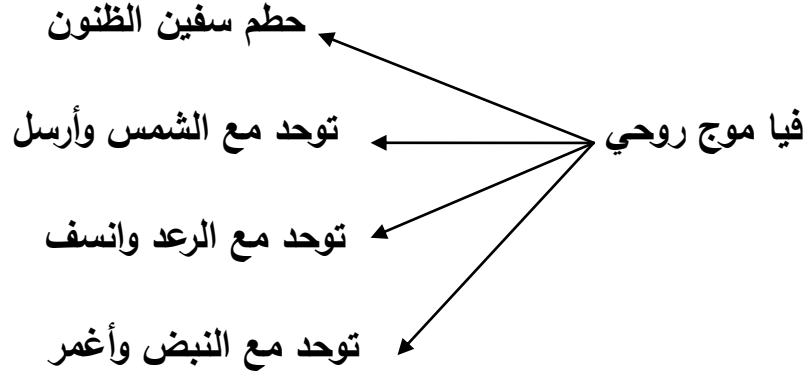 حطم سفين الظنون
فيا موج روحي
توحد مع الشمس وأرسل
توحد مع الرعد وانسف
توحد مع النبض وأغمر